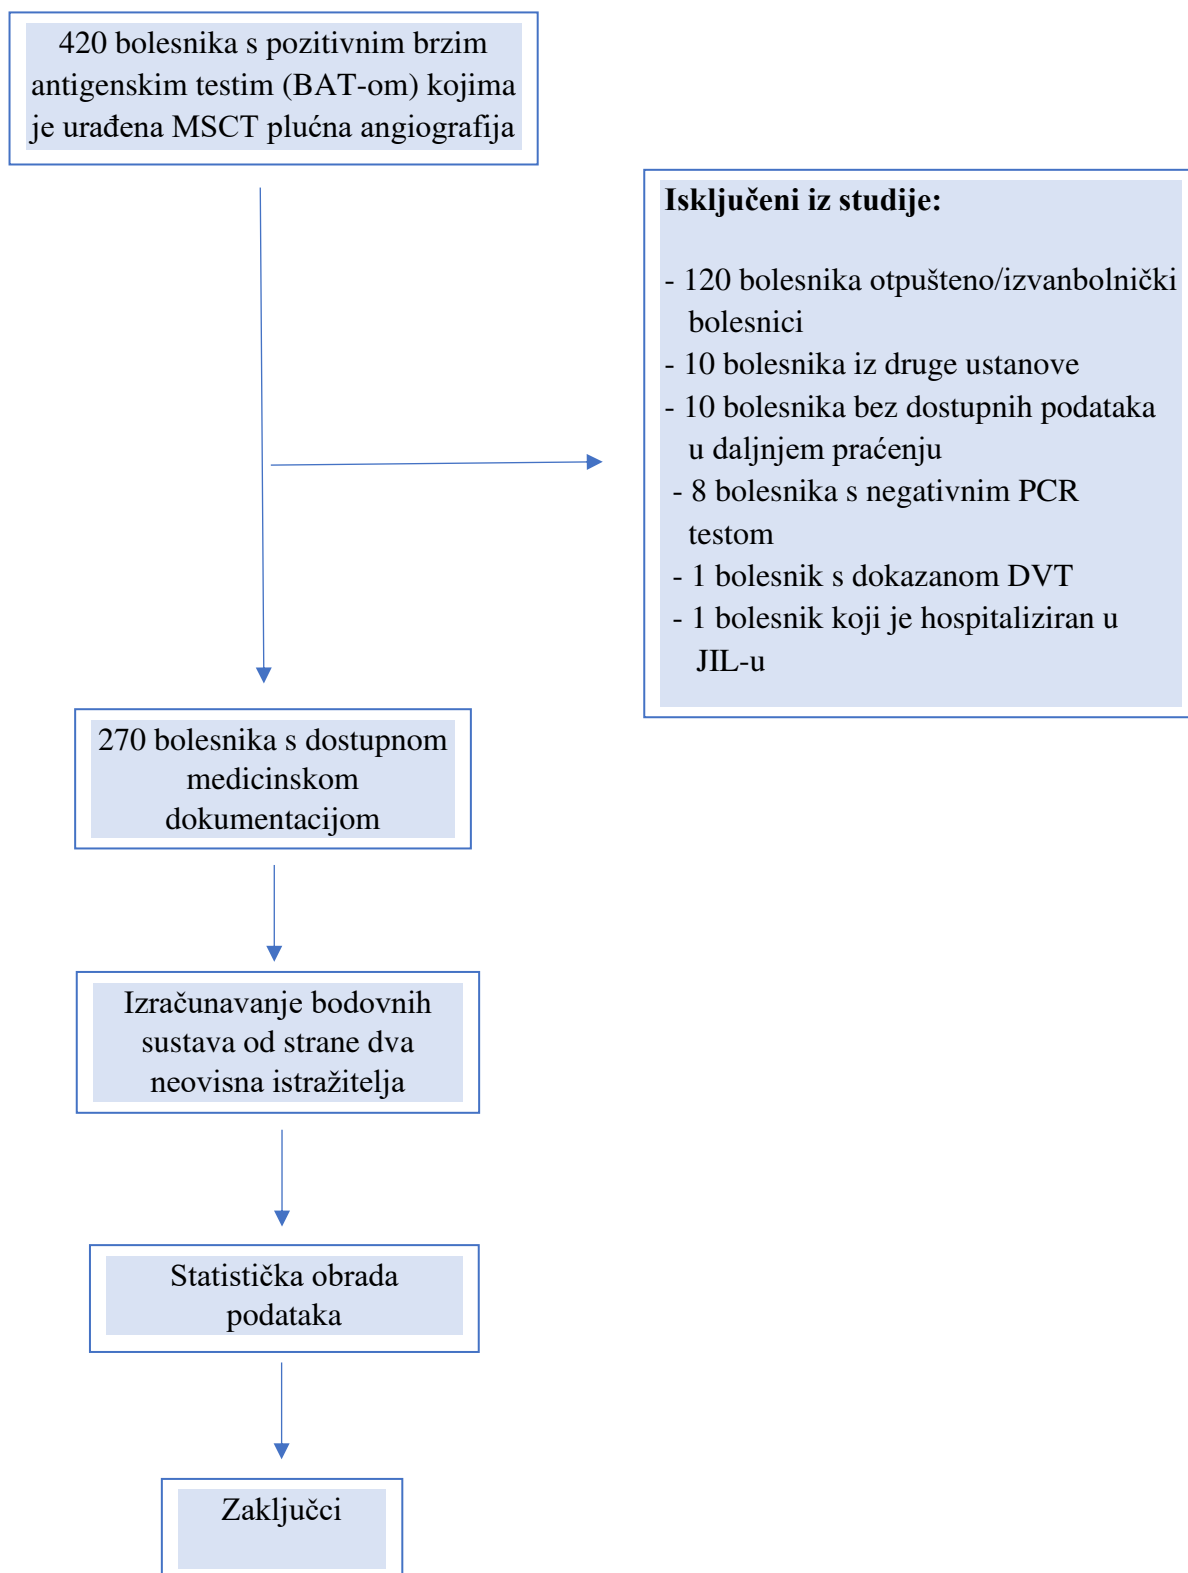 420 bolesnika s pozitivnim brzim
antigenskim testim (BAT-om) kojima
je urađena MSCT plućna angiografija
Isključeni iz studije:
- 120 bolesnika otpušteno/izvanbolnički
bolesnici
- 10 bolesnika iz druge ustanove
- 10 bolesnika bez dostupnih podataka
u daljnjem praćenju
- 8 bolesnika s negativnim PCR
testom
- 1 bolesnik s dokazanom DVT
- 1 bolesnik koji je hospitaliziran u
JIL-u
270 bolesnika s dostupnom
medicinskom
dokumentacijom
Izračunavanje bodovnih
sustava od strane dva
neovisna istražitelja
Statistička obrada
podataka
Zaključci